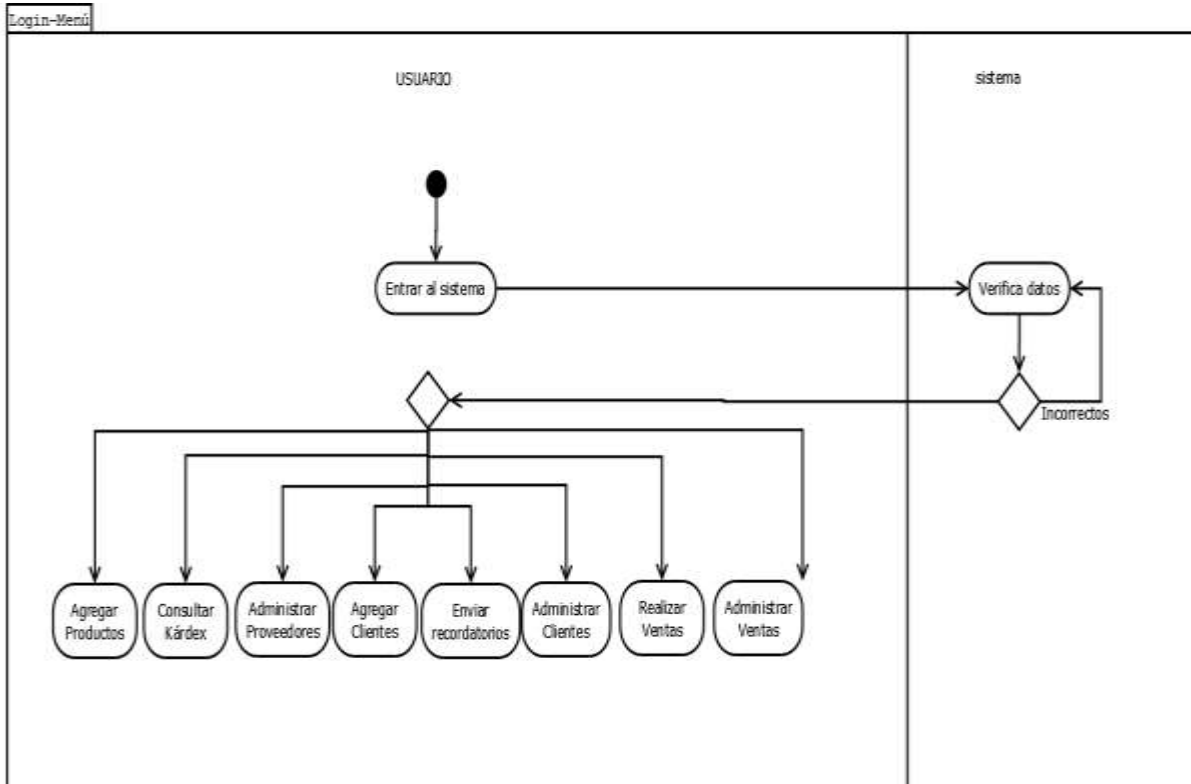 Login-Menú
USUARIO
sistema
Entrar al sistema
Verifica datos
Incorrectos
Agregar
Productos
Consultar
Kárdex
Administrar
Proveedores
Agregar
Clientes
Enviar
recordatorios
Administrar
Clientes
Realizar
Ventas
Administrar
Ventas